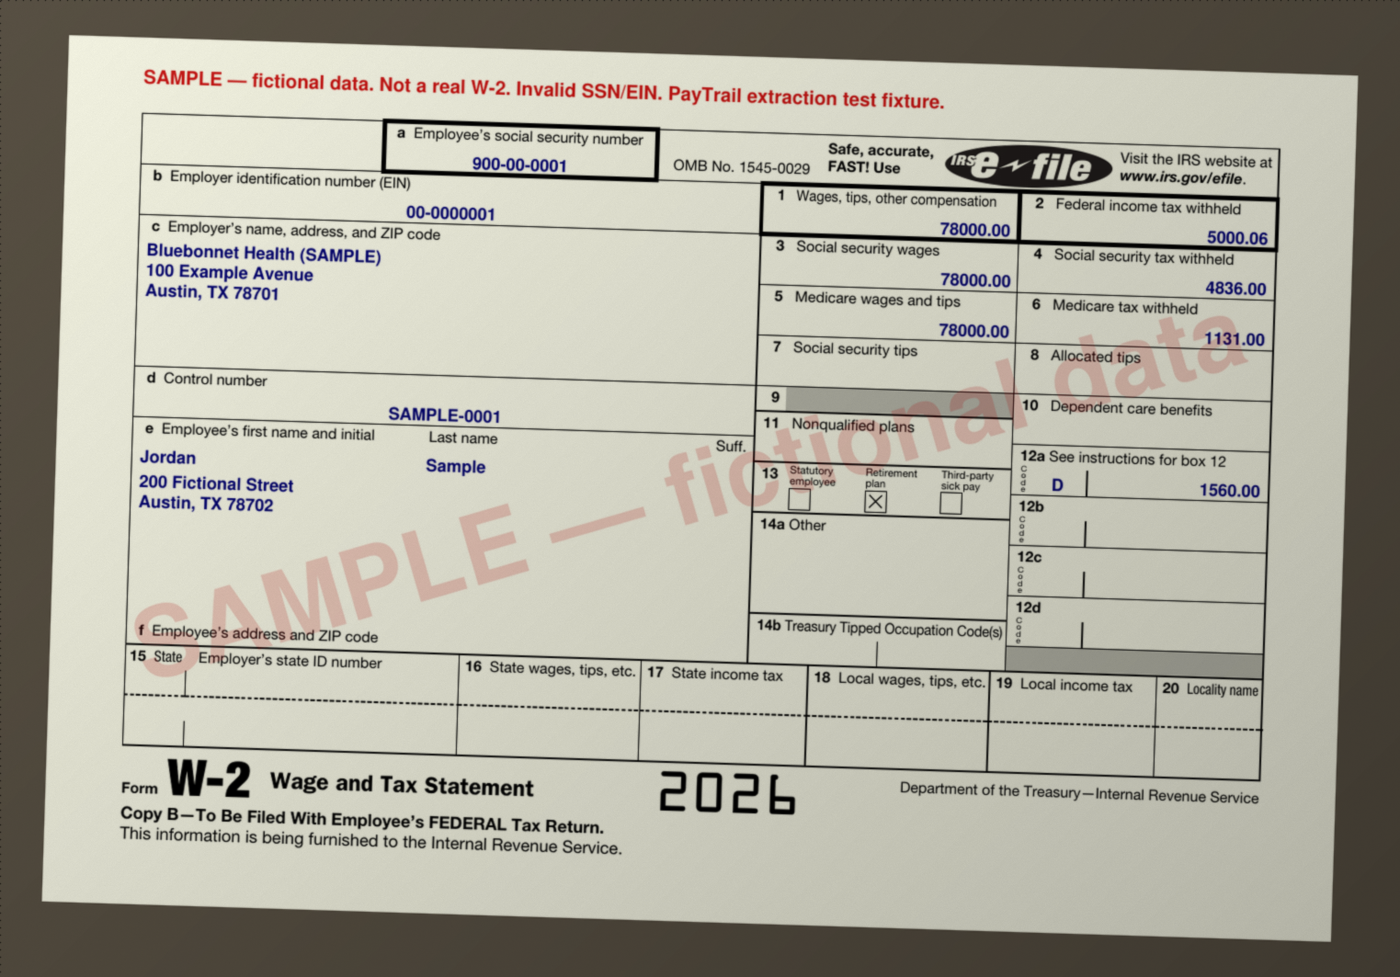 SAMPLE — fictional data. Not a real W-2. Invalid SSN/EIN. PayTrail extraction test fixture.
a Employee's social security number
900-00-0001
OMB No. 1545-0029
Safe, accurate,
FAST! Use
IRS e-file
Visit the IRS website at
www.irs.gov/efile.
b Employer identification number (EIN)
00-0000001
1 Wages, tips, other compensation
78000.00
2 Federal income tax withheld
5000.06
c Employer's name, address, and ZIP code
Bluebonnet Health (SAMPLE)
100 Example Avenue
Austin, TX 78701
3 Social security wages
78000.00
4 Social security tax withheld
4836.00
5 Medicare wages and tips
78000.00
6 Medicare tax withheld
1131.00
7 Social security tips
8 Allocated tips
d Control number
SAMPLE-0001
9
10 Dependent care benefits
e Employee's first name and initial Last name Suff.
Jordan Sample
200 Fictional Street
Austin, TX 78702
11 Nonqualified plans
12a See instructions for box 12
Code D 1560.00
13 Statutory employee Retirement plan Third-party sick pay
12b
Code
14a Other
12c
Code
12d
Code
14b Treasury Tipped Occupation Code(s)
f Employee's address and ZIP code
15 State Employer's state ID number
16 State wages, tips, etc.
17 State income tax
18 Local wages, tips, etc.
19 Local income tax
20 Locality name
SAMPLE — fictional data
Form W-2 Wage and Tax Statement
2026
Department of the Treasury—Internal Revenue Service
Copy B—To Be Filed With Employee's FEDERAL Tax Return.
This information is being furnished to the Internal Revenue Service.